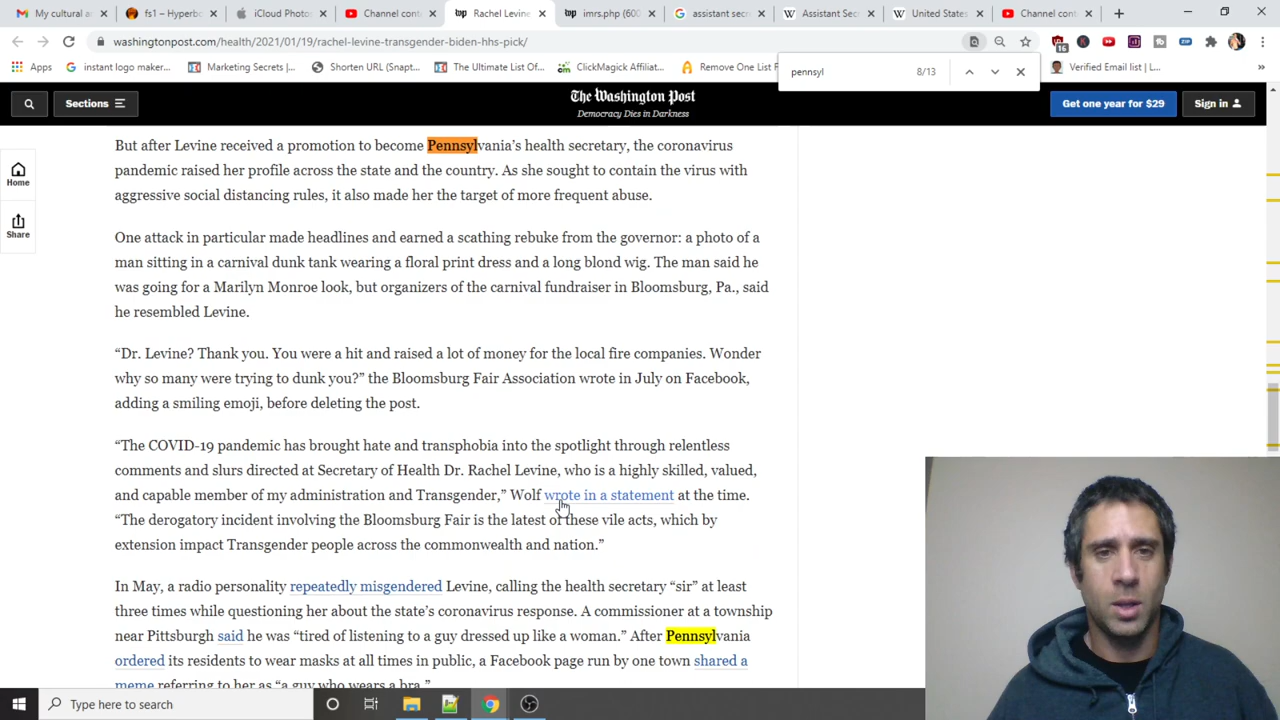 My cultural a
fs1 – Hyperb
iCloud Photos
Channel cont
wp Rachel Levine
wp imrs.php (600
assistant secr
W Assistant Sec
W United States
Channel cont
washingtonpost.com/health/2021/01/19/rachel-levine-transgender-biden-hhs-pick/
16
pennsyl
8/13
Apps
instant logo maker...
Marketing Secrets |
Shorten URL (Snapt...
The Ultimate List Of...
ClickMagick Affiliat...
Remove One List F
Verified Email list | L...
Sections
The Washington Post
Democracy Dies in Darkness
Get one year for $29
Sign in
Home
Share
But after Levine received a promotion to become Pennsylvania's health secretary, the coronavirus
pandemic raised her profile across the state and the country. As she sought to contain the virus with
aggressive social distancing rules, it also made her the target of more frequent abuse.
One attack in particular made headlines and earned a scathing rebuke from the governor: a photo of a
man sitting in a carnival dunk tank wearing a floral print dress and a long blond wig. The man said he
was going for a Marilyn Monroe look, but organizers of the carnival fundraiser in Bloomsburg, Pa., said
he resembled Levine.
“Dr. Levine? Thank you. You were a hit and raised a lot of money for the local fire companies. Wonder
why so many were trying to dunk you?” the Bloomsburg Fair Association wrote in July on Facebook,
adding a smiling emoji, before deleting the post.
“The COVID-19 pandemic has brought hate and transphobia into the spotlight through relentless
comments and slurs directed at Secretary of Health Dr. Rachel Levine, who is a highly skilled, valued,
and capable member of my administration and Transgender,” Wolf wrote in a statement at the time.
“The derogatory incident involving the Bloomsburg Fair is the latest of these vile acts, which by
extension impact Transgender people across the commonwealth and nation.”
In May, a radio personality repeatedly misgendered Levine, calling the health secretary “sir” at least
three times while questioning her about the state's coronavirus response. A commissioner at a township
near Pittsburgh said he was “tired of listening to a guy dressed up like a woman.” After Pennsylvania
ordered its residents to wear masks at all times in public, a Facebook page run by one town shared a
meme referring to her as “a guy who wears a bra.”
Type here to search